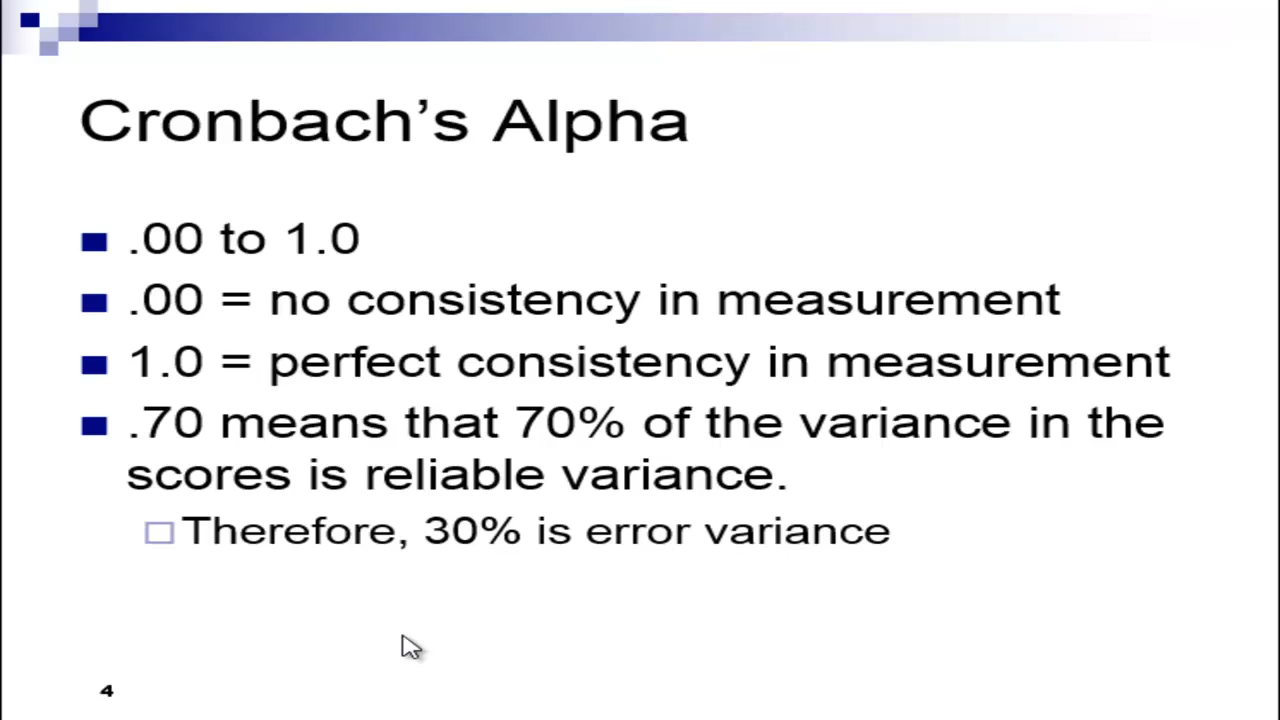 Cronbach’s Alpha
.00 to 1.0
.00 = no consistency in measurement
1.0 = perfect consistency in measurement
.70 means that 70% of the variance in the
scores is reliable variance.
Therefore, 30% is error variance
4